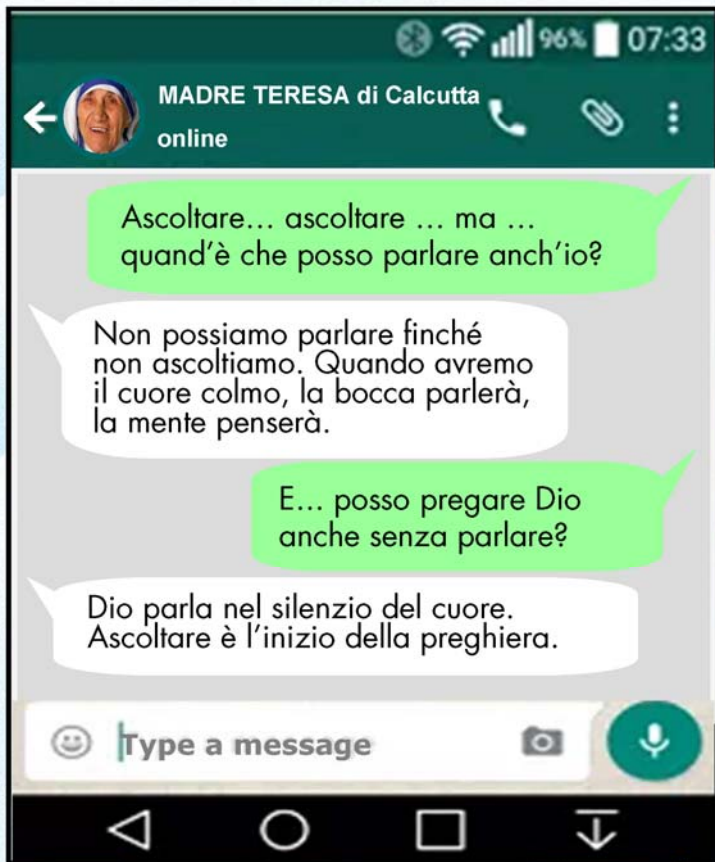 96% 07:33
MADRE TERESA di Calcutta
online
Ascoltare... ascoltare ... ma ...
quand'è che posso parlare anch'io?
Non possiamo parlare finché
non ascoltiamo. Quando avremo
il cuore colmo, la bocca parlerà,
la mente penserà.
E... posso pregare Dio
anche senza parlare?
Dio parla nel silenzio del cuore.
Ascoltare è l'inizio della preghiera.
Type a message